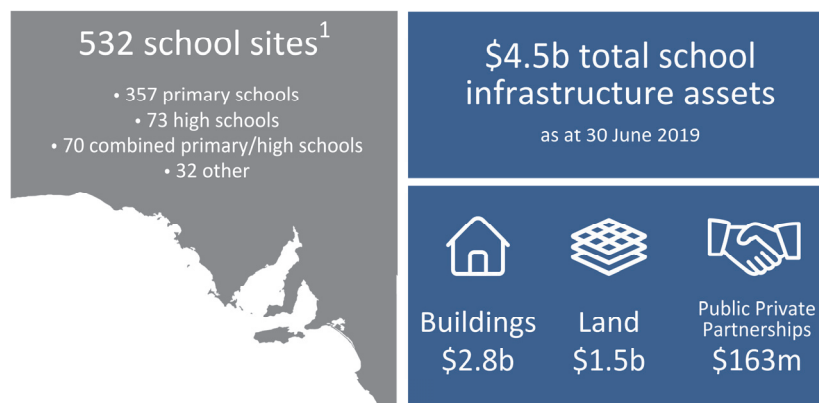 532 school sites1
• 357 primary schools
• 73 high schools
• 70 combined primary/high schools
• 32 other
$4.5b total school
infrastructure assets
as at 30 June 2019
Buildings
$2.8b
Land
$1.5b
Public Private
Partnerships
$163m